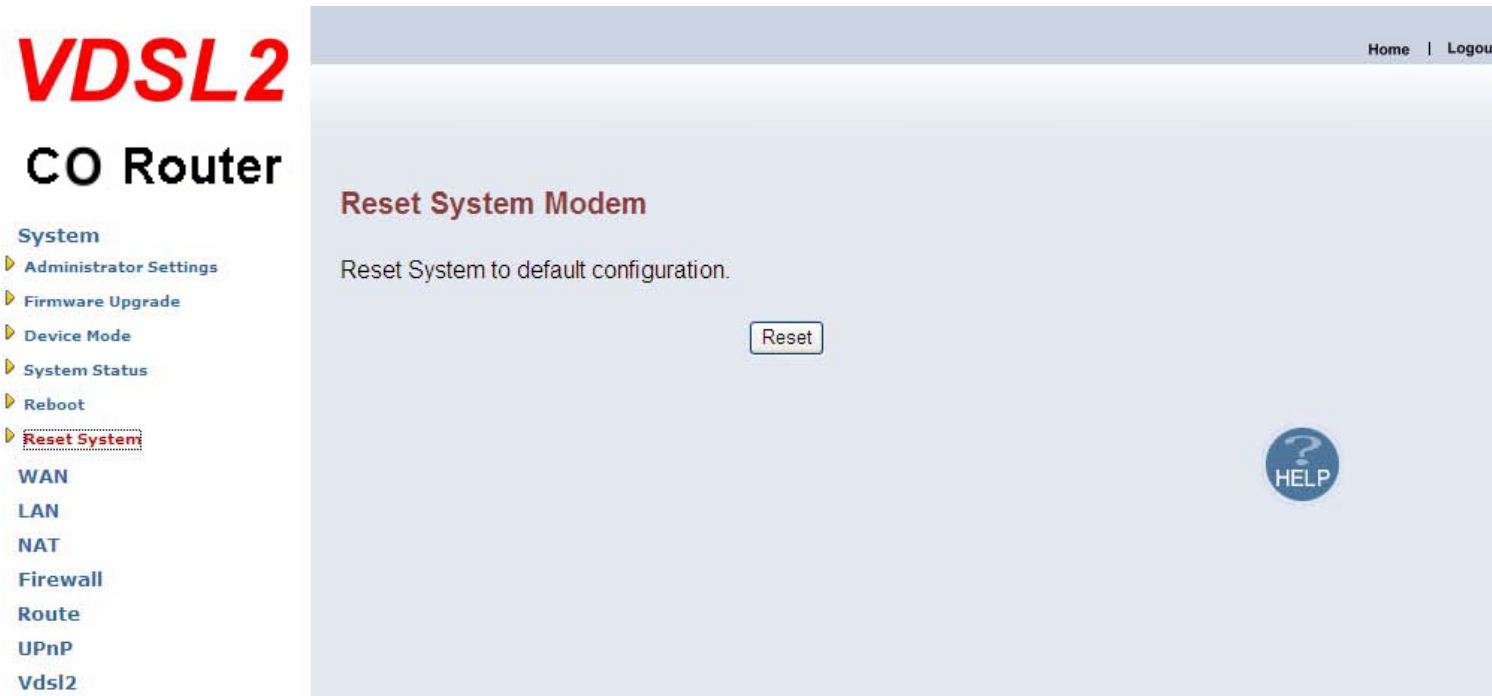 VDSL2
CO Router
System
Administrator Settings
Firmware Upgrade
Device Mode
System Status
Reboot
Reset System
WAN
LAN
NAT
Firewall
Route
UPnP
Vdsl2
Home | Logou
Reset System Modem
Reset System to default configuration.
Reset
?
HELP